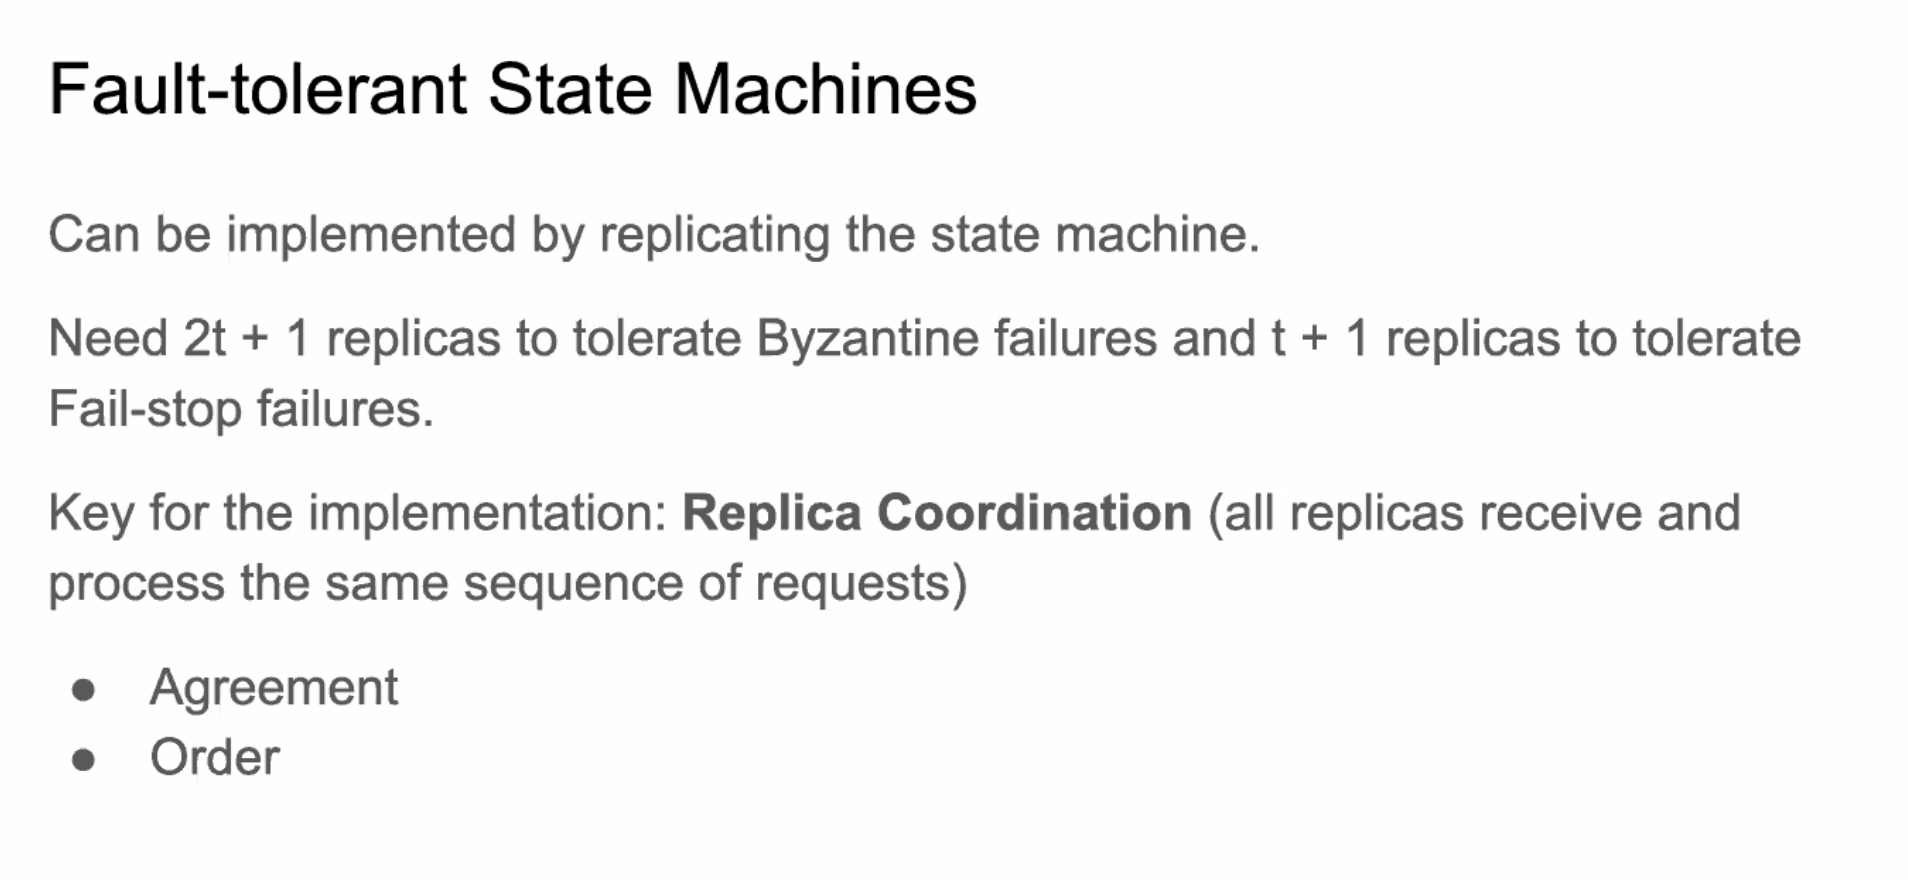 Fault-tolerant State Machines
Can be implemented by replicating the state machine.
Need 2t + 1 replicas to tolerate Byzantine failures and t + 1 replicas to tolerate
Fail-stop failures.
Key for the implementation: Replica Coordination (all replicas receive and
process the same sequence of requests)
● Agreement
● Order